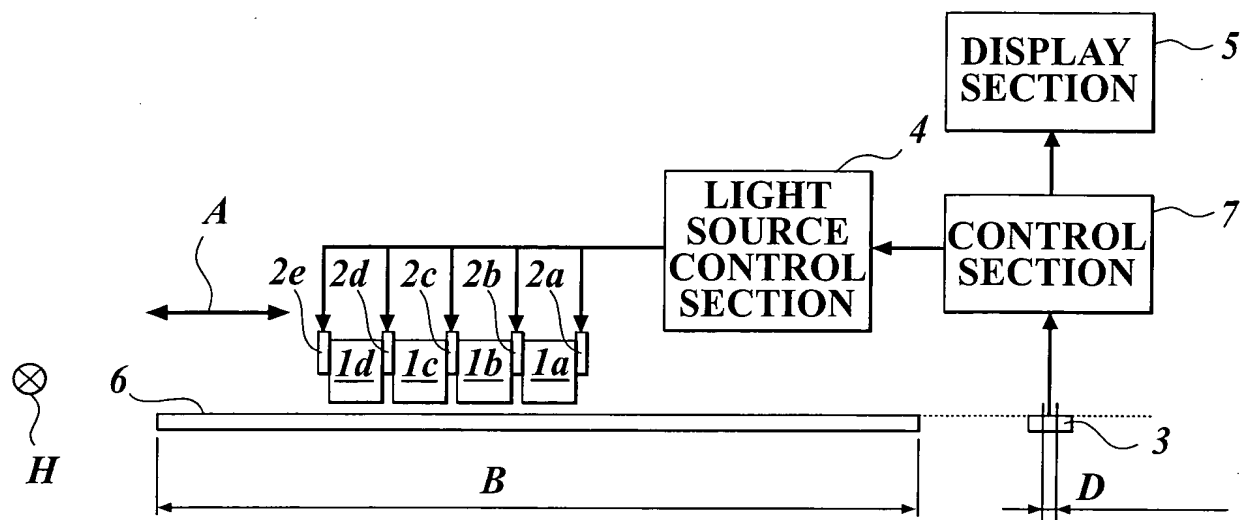 DISPLAY
SECTION
5
4
LIGHT
SOURCE
CONTROL
SECTION
CONTROL
SECTION
7
A
2e
2d
2c
2b
2a
1d
1c
1b
1a
6
H
B
3
D